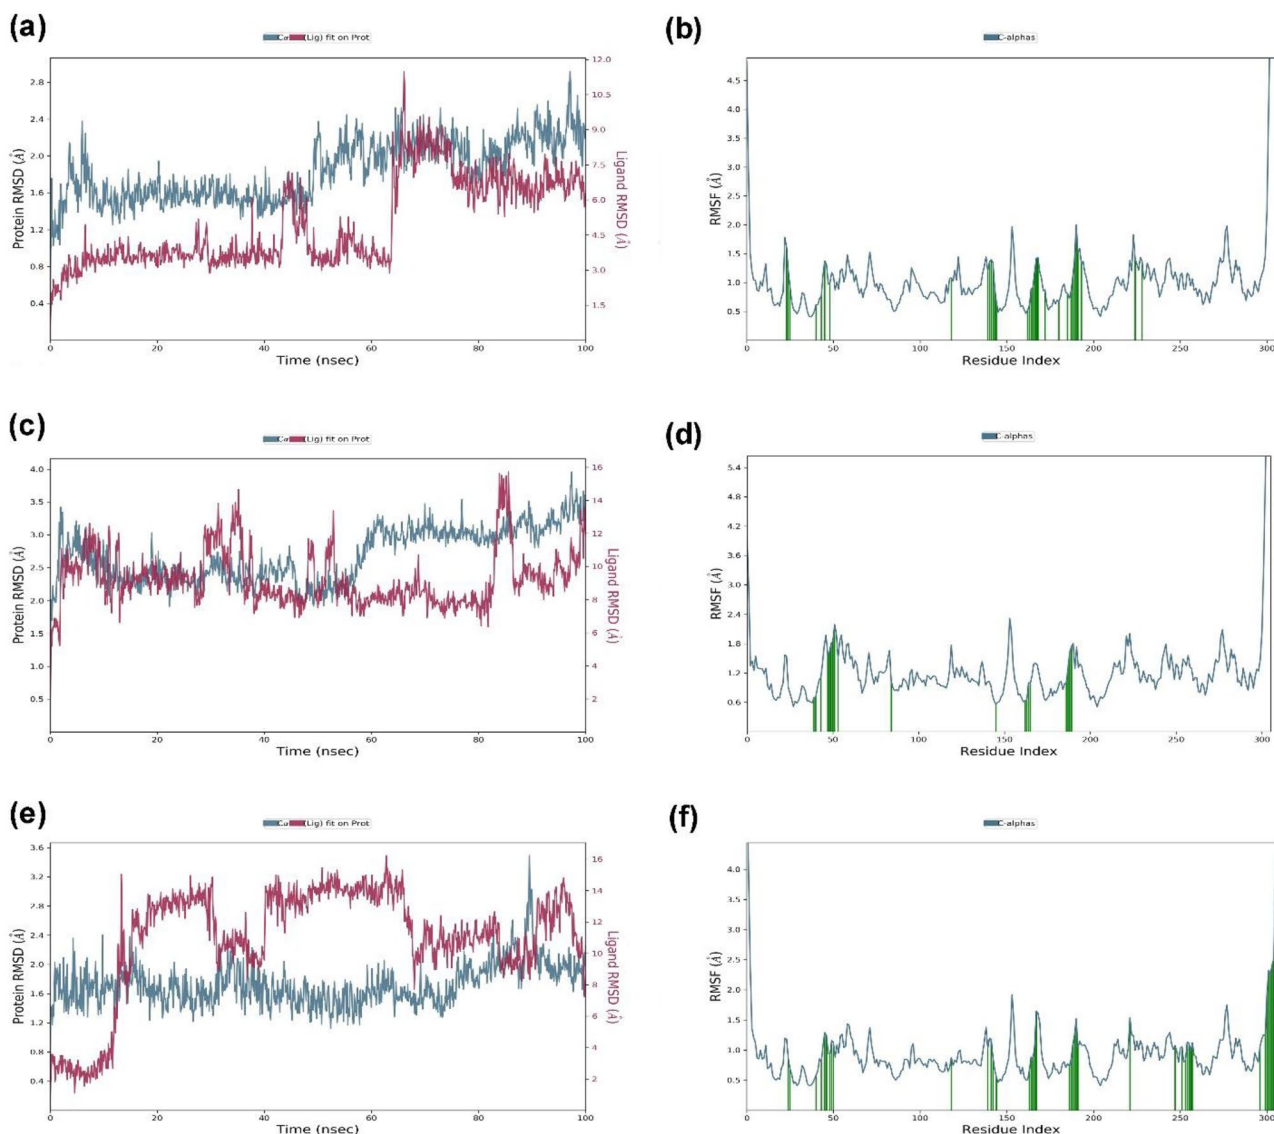 (a)
Cα (Lig) fit on Prot
Protein RMSD (Å)
2.8
2.4
2.0
1.6
1.2
0.8
0.4
12.0
10.5
9.0
7.5
6.0
4.5
3.0
1.5
Ligand RMSD (Å)
0 20 40 60 80 100
Time (nsec)
(b)
C-alphas
RMSF (Å)
4.5
4.0
3.5
3.0
2.5
2.0
1.5
1.0
0.5
0 50 100 150 200 250 300
Residue Index
(c)
Cα (Lig) fit on Prot
Protein RMSD (Å)
4.0
3.5
3.0
2.5
2.0
1.5
1.0
0.5
16
14
12
10
8
6
4
2
Ligand RMSD (Å)
0 20 40 60 80 100
Time (nsec)
(d)
C-alphas
RMSF (Å)
5.4
4.8
4.2
3.6
3.0
2.4
1.8
1.2
0.6
0 50 100 150 200 250 300
Residue Index
(e)
Cα (Lig) fit on Prot
Protein RMSD (Å)
3.6
3.2
2.8
2.4
2.0
1.6
1.2
0.8
0.4
16
14
12
10
8
6
4
2
Ligand RMSD (Å)
0 20 40 60 80 100
Time (nsec)
(f)
C-alphas
RMSF (Å)
4.0
3.5
3.0
2.5
2.0
1.5
1.0
0.5
0 50 100 150 200 250 300
Residue Index